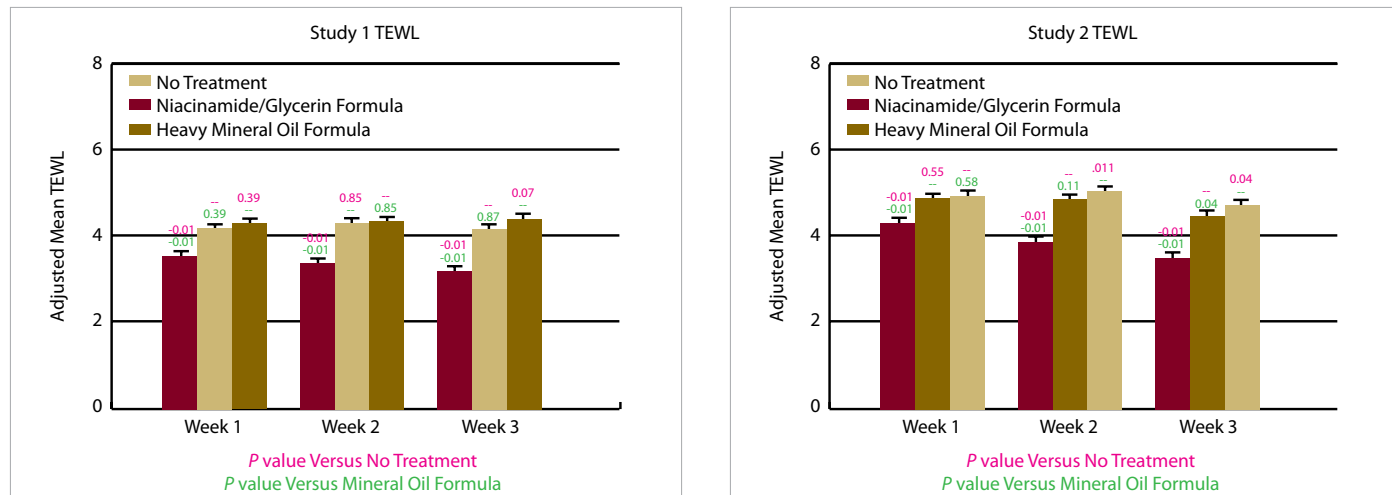 Study 1 TEWL
8
No Treatment
Niacinamide/Glycerin Formula
Heavy Mineral Oil Formula
6
4
2
0
Adjusted Mean TEWL
-0.01
-0.01
--
0.39
0.39
--
-0.01
-0.01
0.85
--
--
0.85
-0.01
-0.01
--
0.87
0.07
--
Week 1 Week 2 Week 3
P value Versus No Treatment
P value Versus Mineral Oil Formula
Study 2 TEWL
8
No Treatment
Niacinamide/Glycerin Formula
Heavy Mineral Oil Formula
6
4
2
0
Adjusted Mean TEWL
-0.01
-0.01
0.55
--
--
0.58
-0.01
-0.01
--
0.11
.011
--
-0.01
-0.01
--
0.04
0.04
--
Week 1 Week 2 Week 3
P value Versus No Treatment
P value Versus Mineral Oil Formula